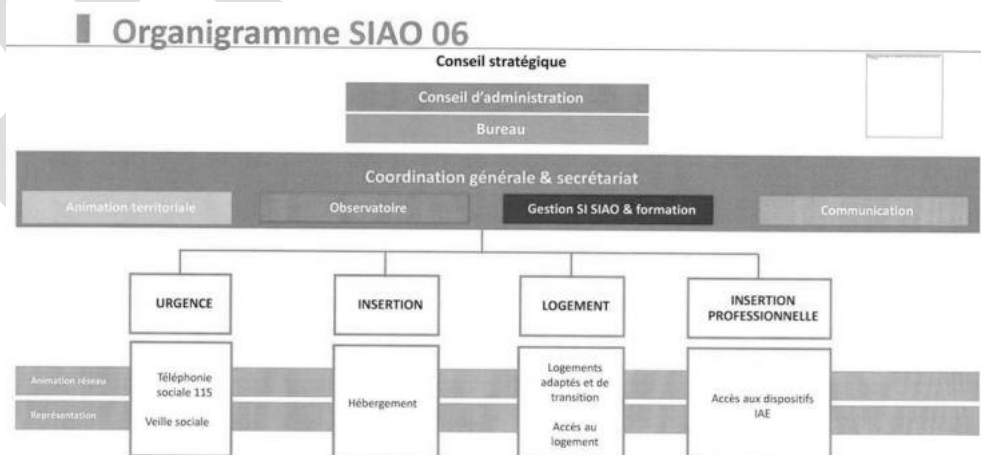 Organigramme SIAO 06
Conseil stratégique
Conseil d'administration
Bureau
Coordination générale & secrétariat
Animation territoriale
Observatoire
Gestion SI SIAO & formation
Communication
URGENCE
INSERTION
LOGEMENT
INSERTION
PROFESSIONNELLE
Animation réseau
Représentation
Téléphonie
sociale 115
Veille sociale
Hébergement
Logements
adaptés et de
transition
Accès au
logement
Accès aux dispositifs
IAE